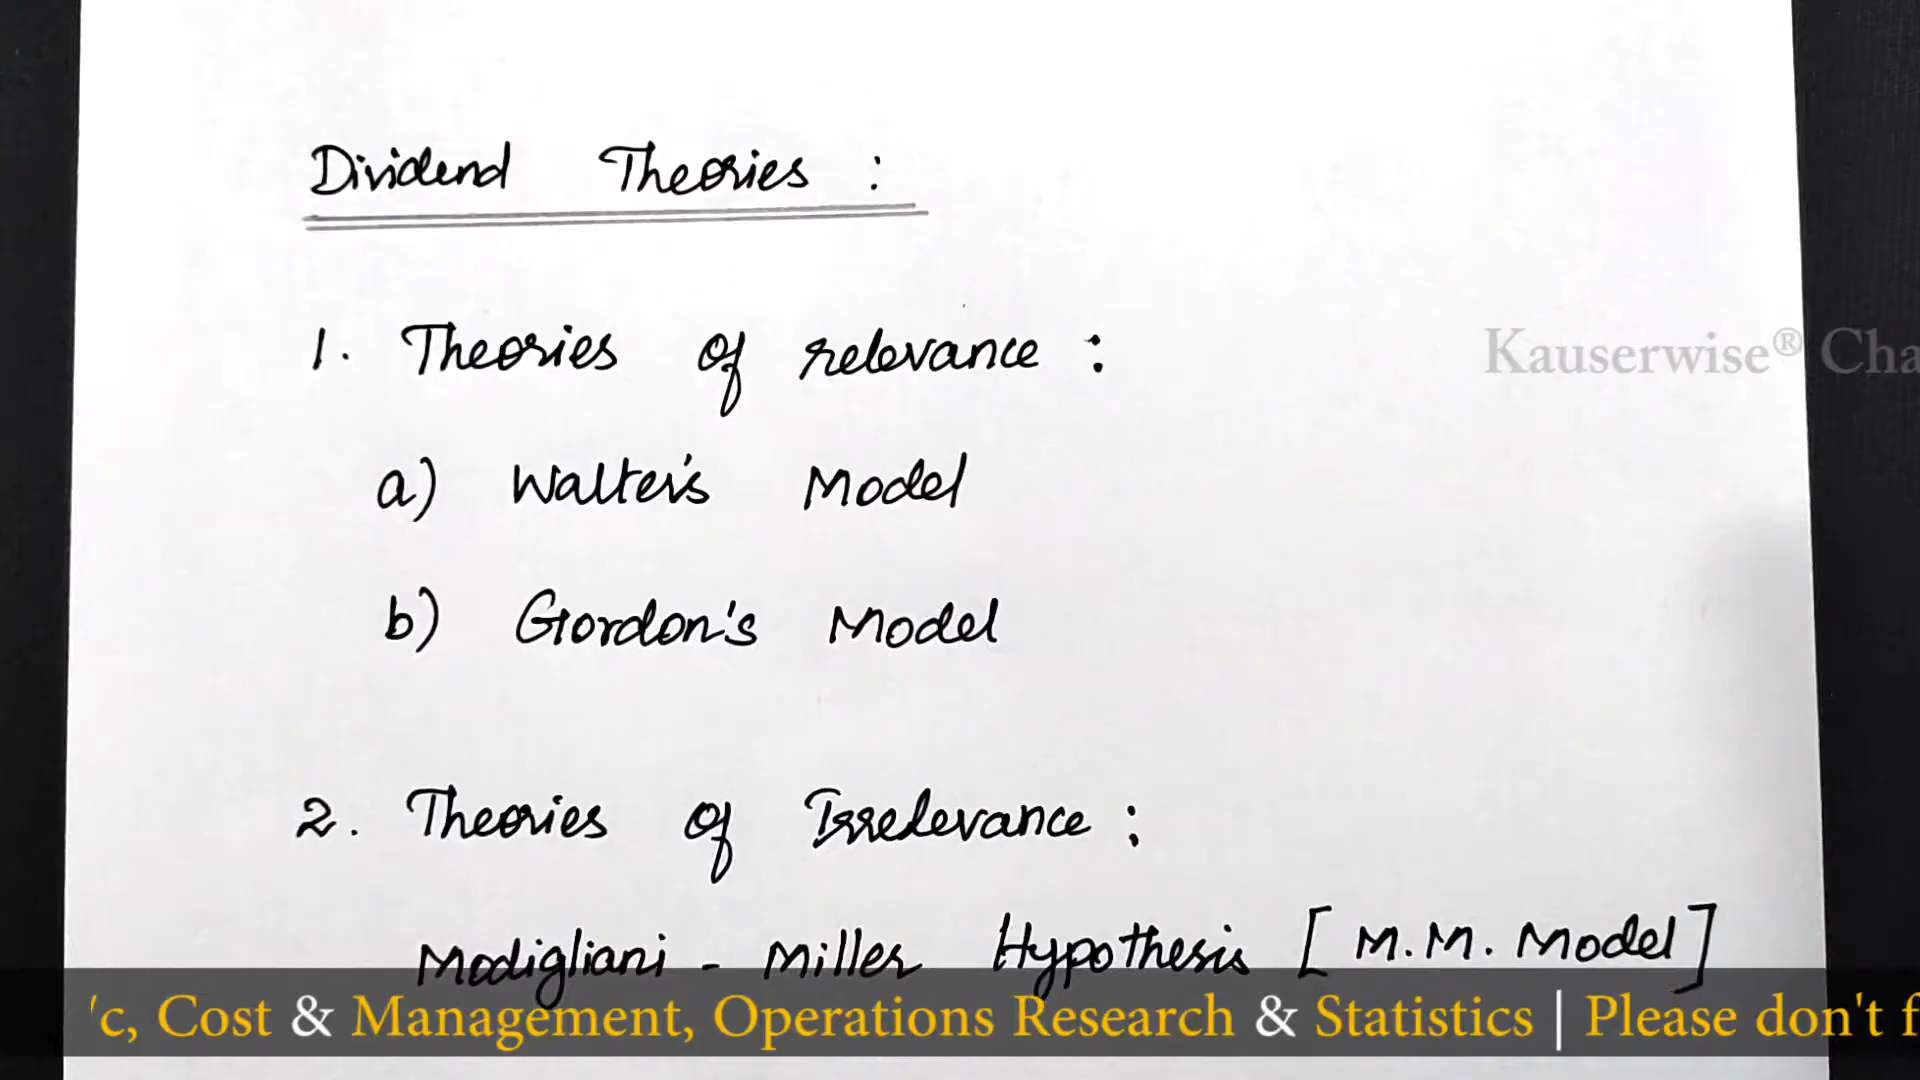 Dividend Theories :
1. Theories of relevance :
Kauserwise® Cha
a) Walter's Model
b) Gordon's Model
2. Theories of Irrelevance :
Modigliani - Miller Hypothesis [M.M. Model]
'c, Cost & Management, Operations Research & Statistics | Please don't f